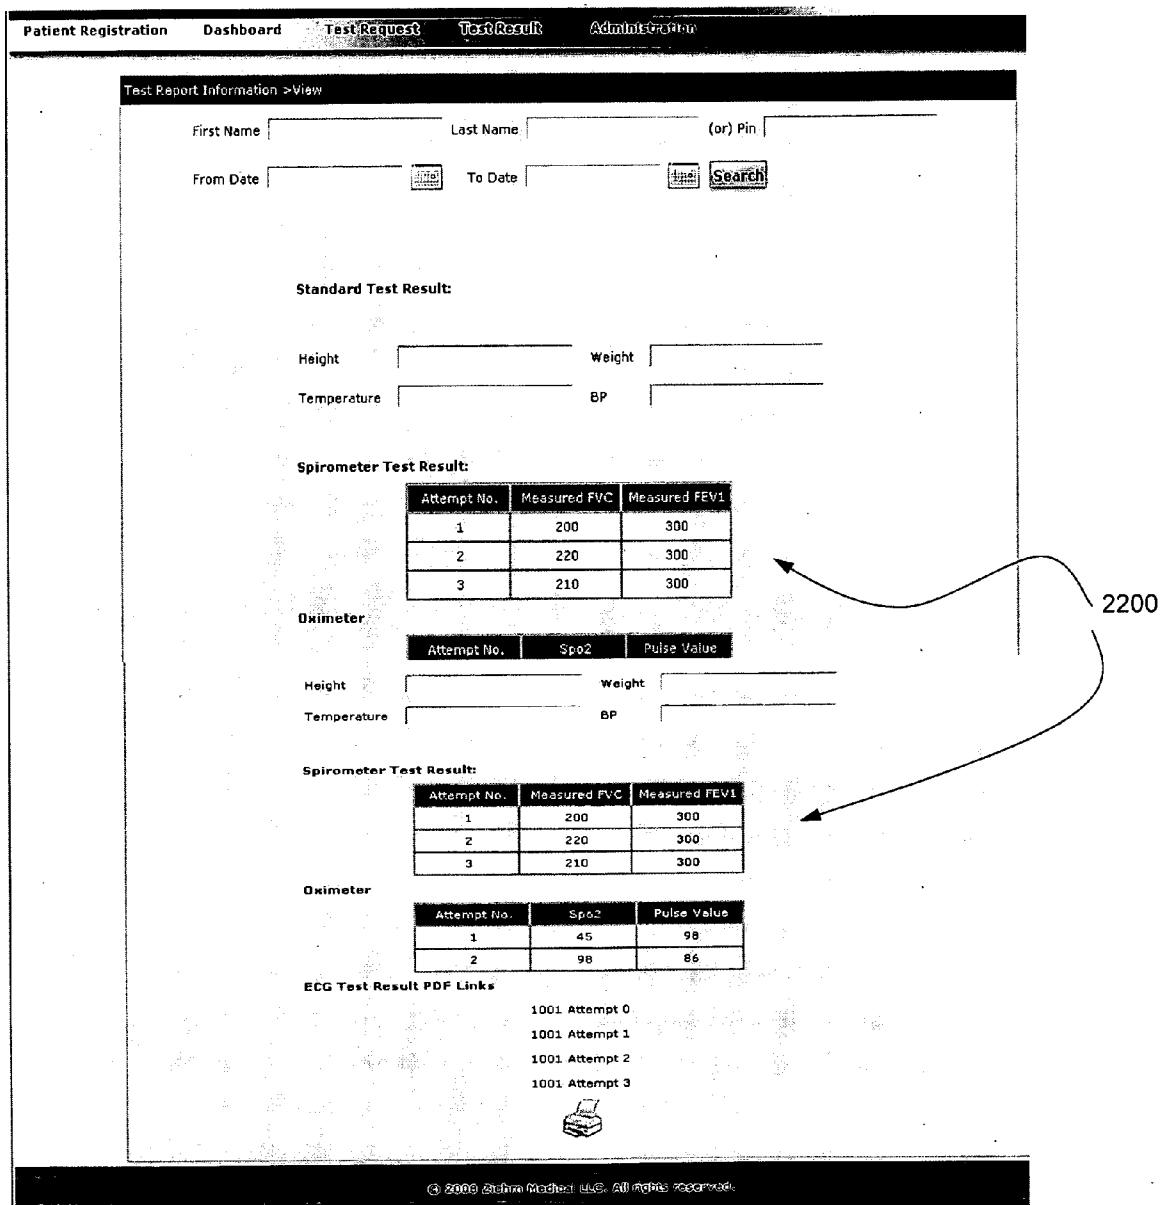 Patient Registration Dashboard Test Request Test Result Administration
Test Report Information >View
First Name Last Name (or) Pin
From Date To Date Search
Standard Test Result:
Height Weight
Temperature BP
Spirometer Test Result:
Attempt No. Measured FVC Measured FEV1
1 200 300
2 220 300
3 210 300
2200
Oximeter
Attempt No. Spo2 Pulse Value
Height Weight
Temperature BP
Spirometer Test Result:
Attempt No. Measured FVC Measured FEV1
1 200 300
2 220 300
3 210 300
Oximeter
Attempt No. Spo2 Pulse Value
1 45 98
2 98 86
ECG Test Result PDF Links
1001 Attempt 0
1001 Attempt 1
1001 Attempt 2
1001 Attempt 3
© 2008 Medical LLC. All rights reserved.